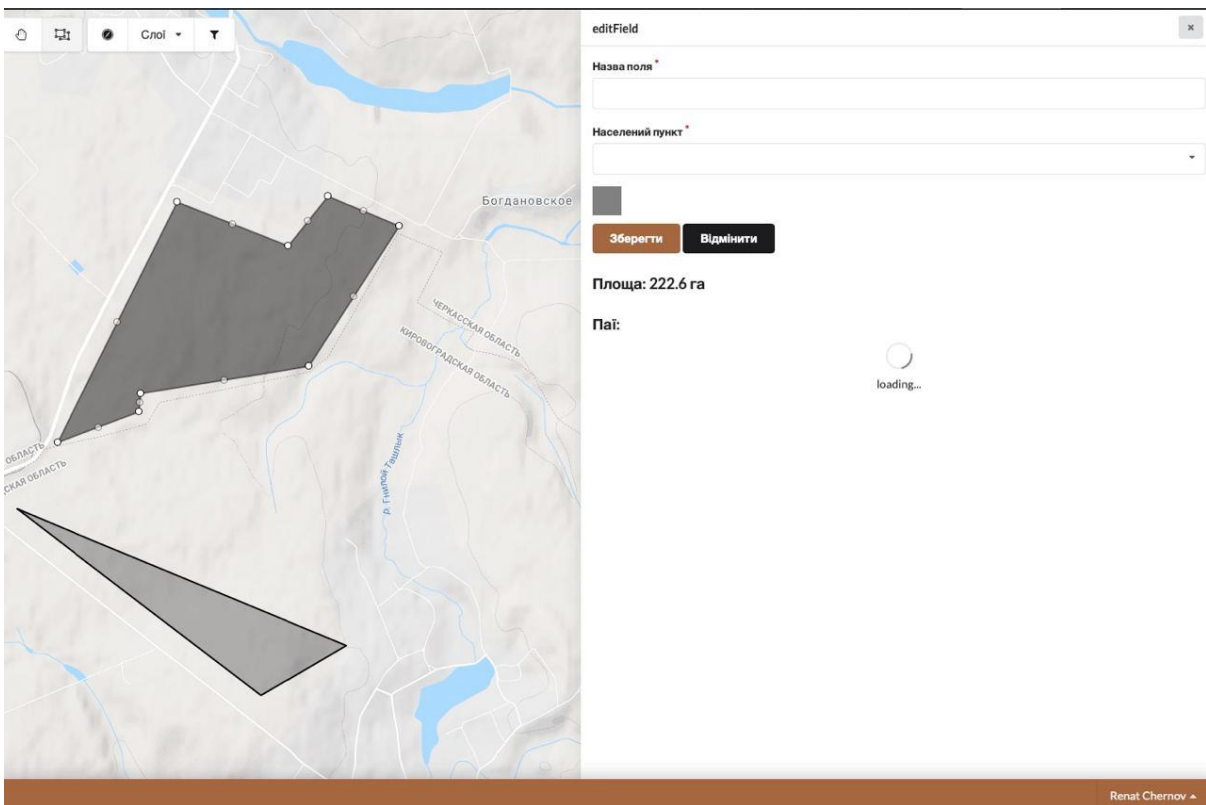 Слої
editField
Назва поля *
Населений пункт *
Зберегти Відмінити
Площа: 222.6 га
Паї:
loading...
Богдановское
ЧЕРКАССКАЯ ОБЛАСТЬ
КИРОВОГРАДСКАЯ ОБЛАСТЬ
р. Гнилой Ташлык
ОБЛАСТЬ
СКАЯ ОБЛАСТЬ
Renat Chernov